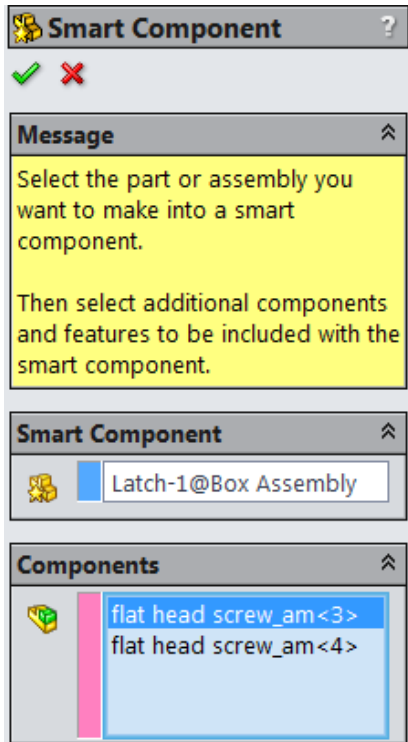 Smart Component ?
Message
Select the part or assembly you
want to make into a smart
component.
Then select additional components
and features to be included with the
smart component.
Smart Component
Latch-1@Box Assembly
Components
flat head screw_am<3>
flat head screw_am<4>